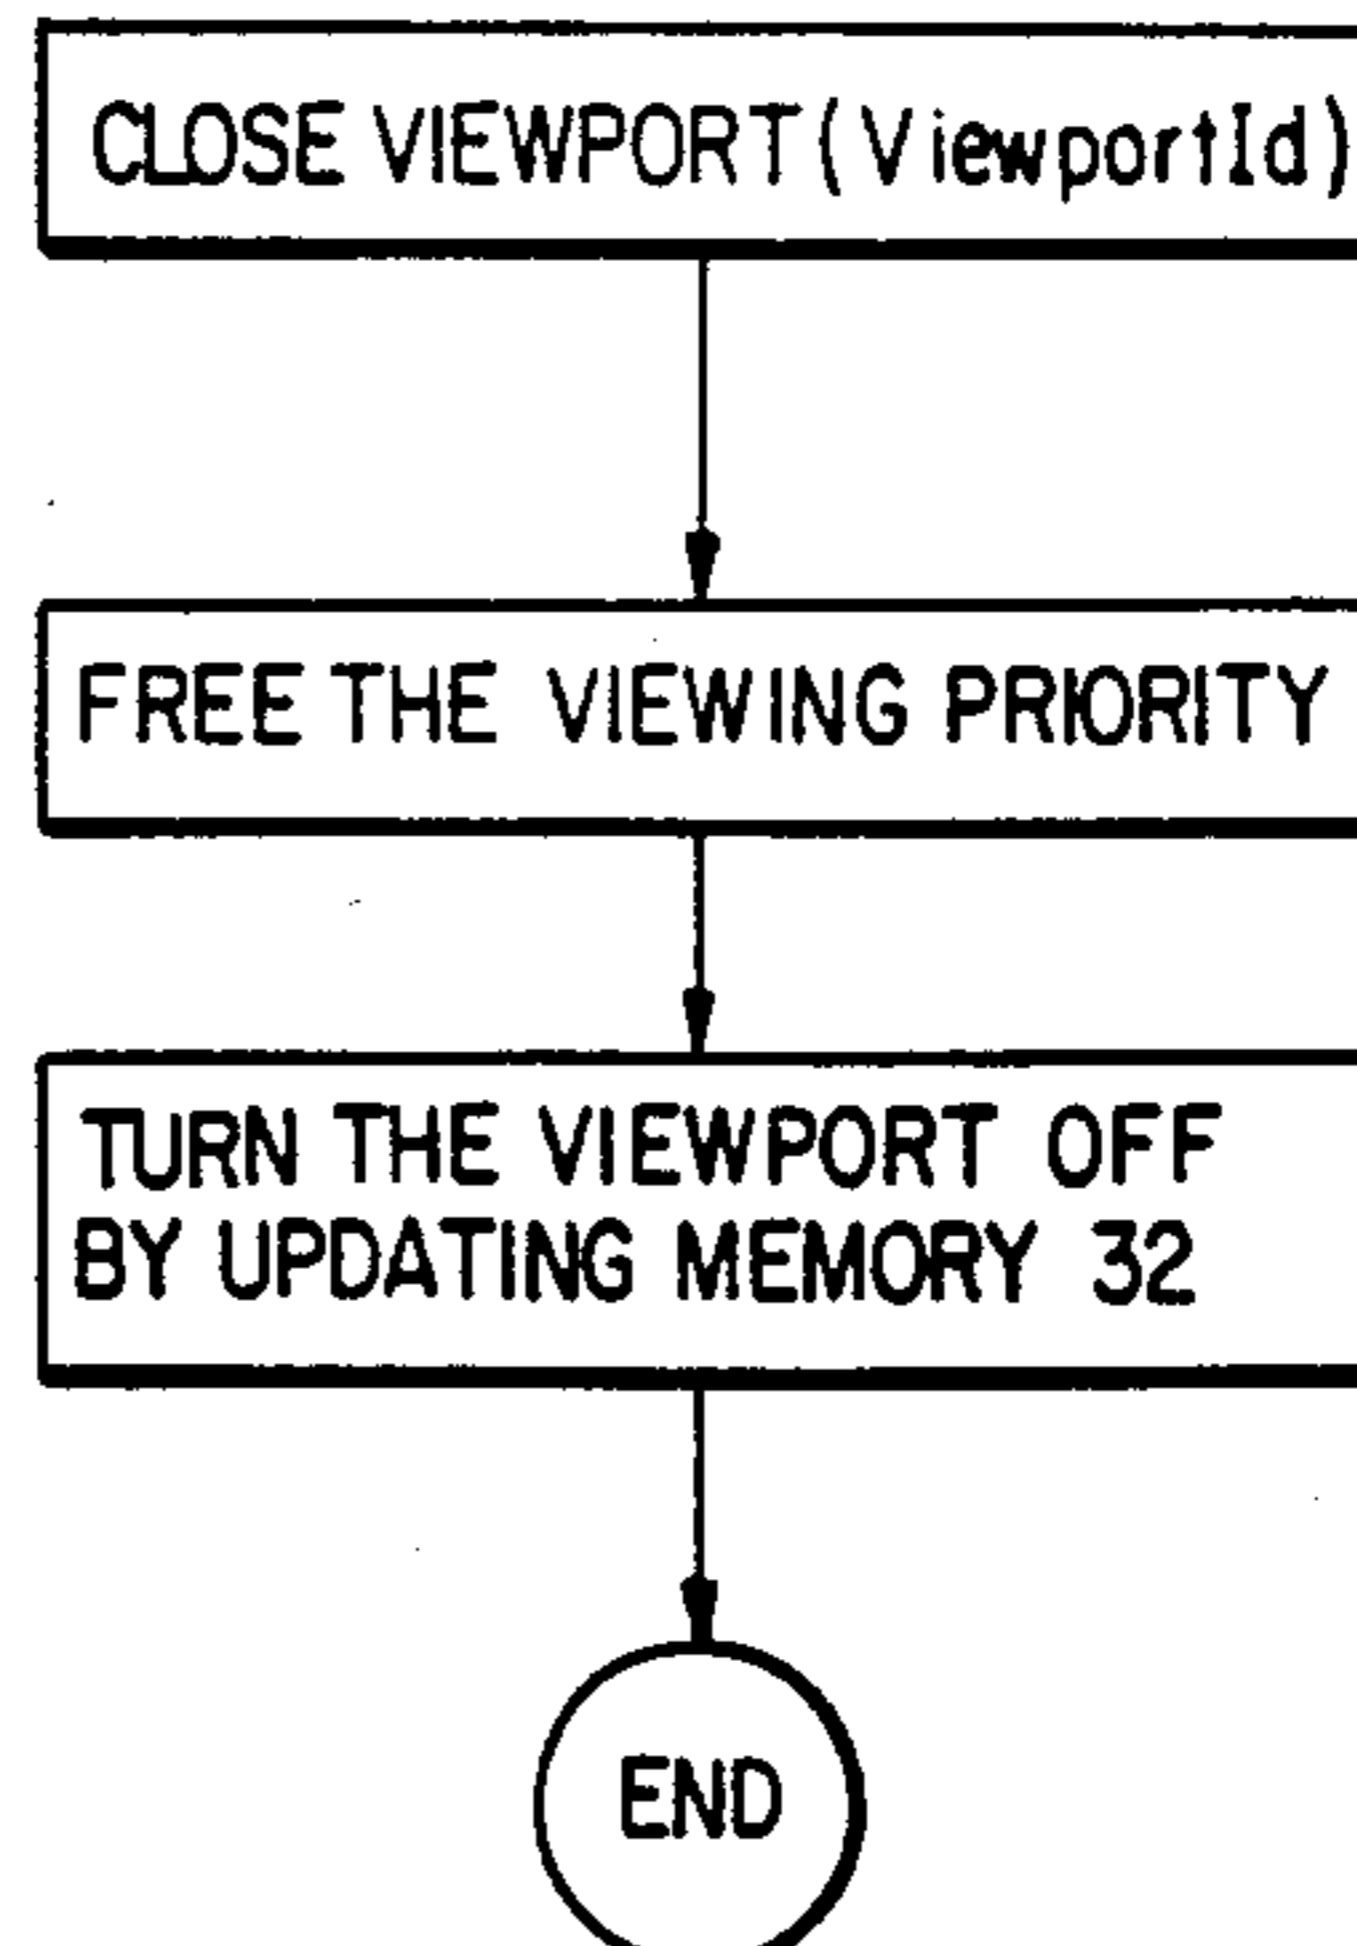 CLOSE VIEWPORT (ViewportId)
FREE THE VIEWING PRIORITY
TURN THE VIEWPORT OFF
BY UPDATING MEMORY 32
END